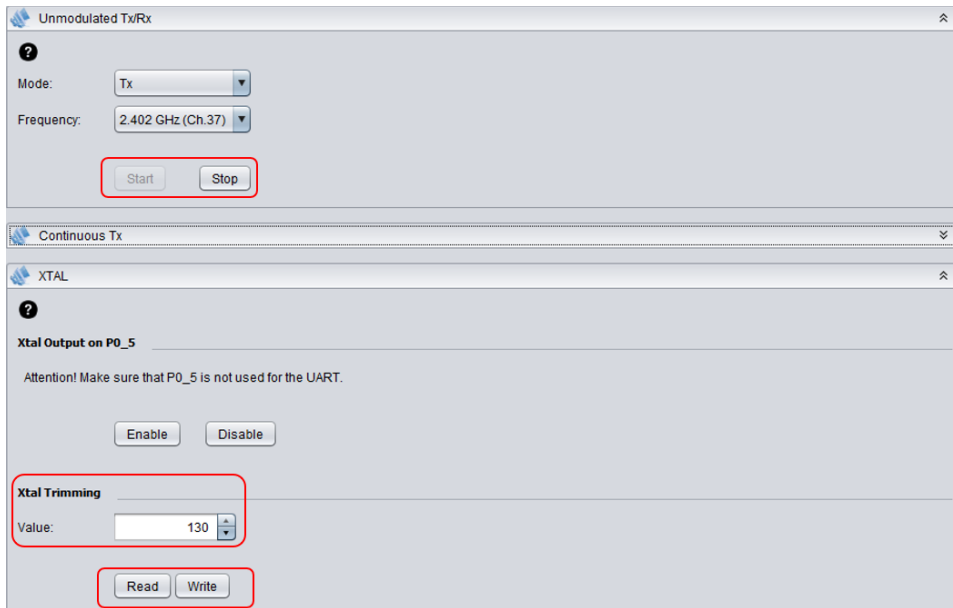 Unmodulated Tx/Rx
?
Mode: Tx
Frequency: 2.402 GHz (Ch.37)
Start Stop
Continuous Tx
XTAL
?
Xtal Output on P0_5
Attention! Make sure that P0_5 is not used for the UART.
Enable Disable
Xtal Trimming
Value: 130
Read Write